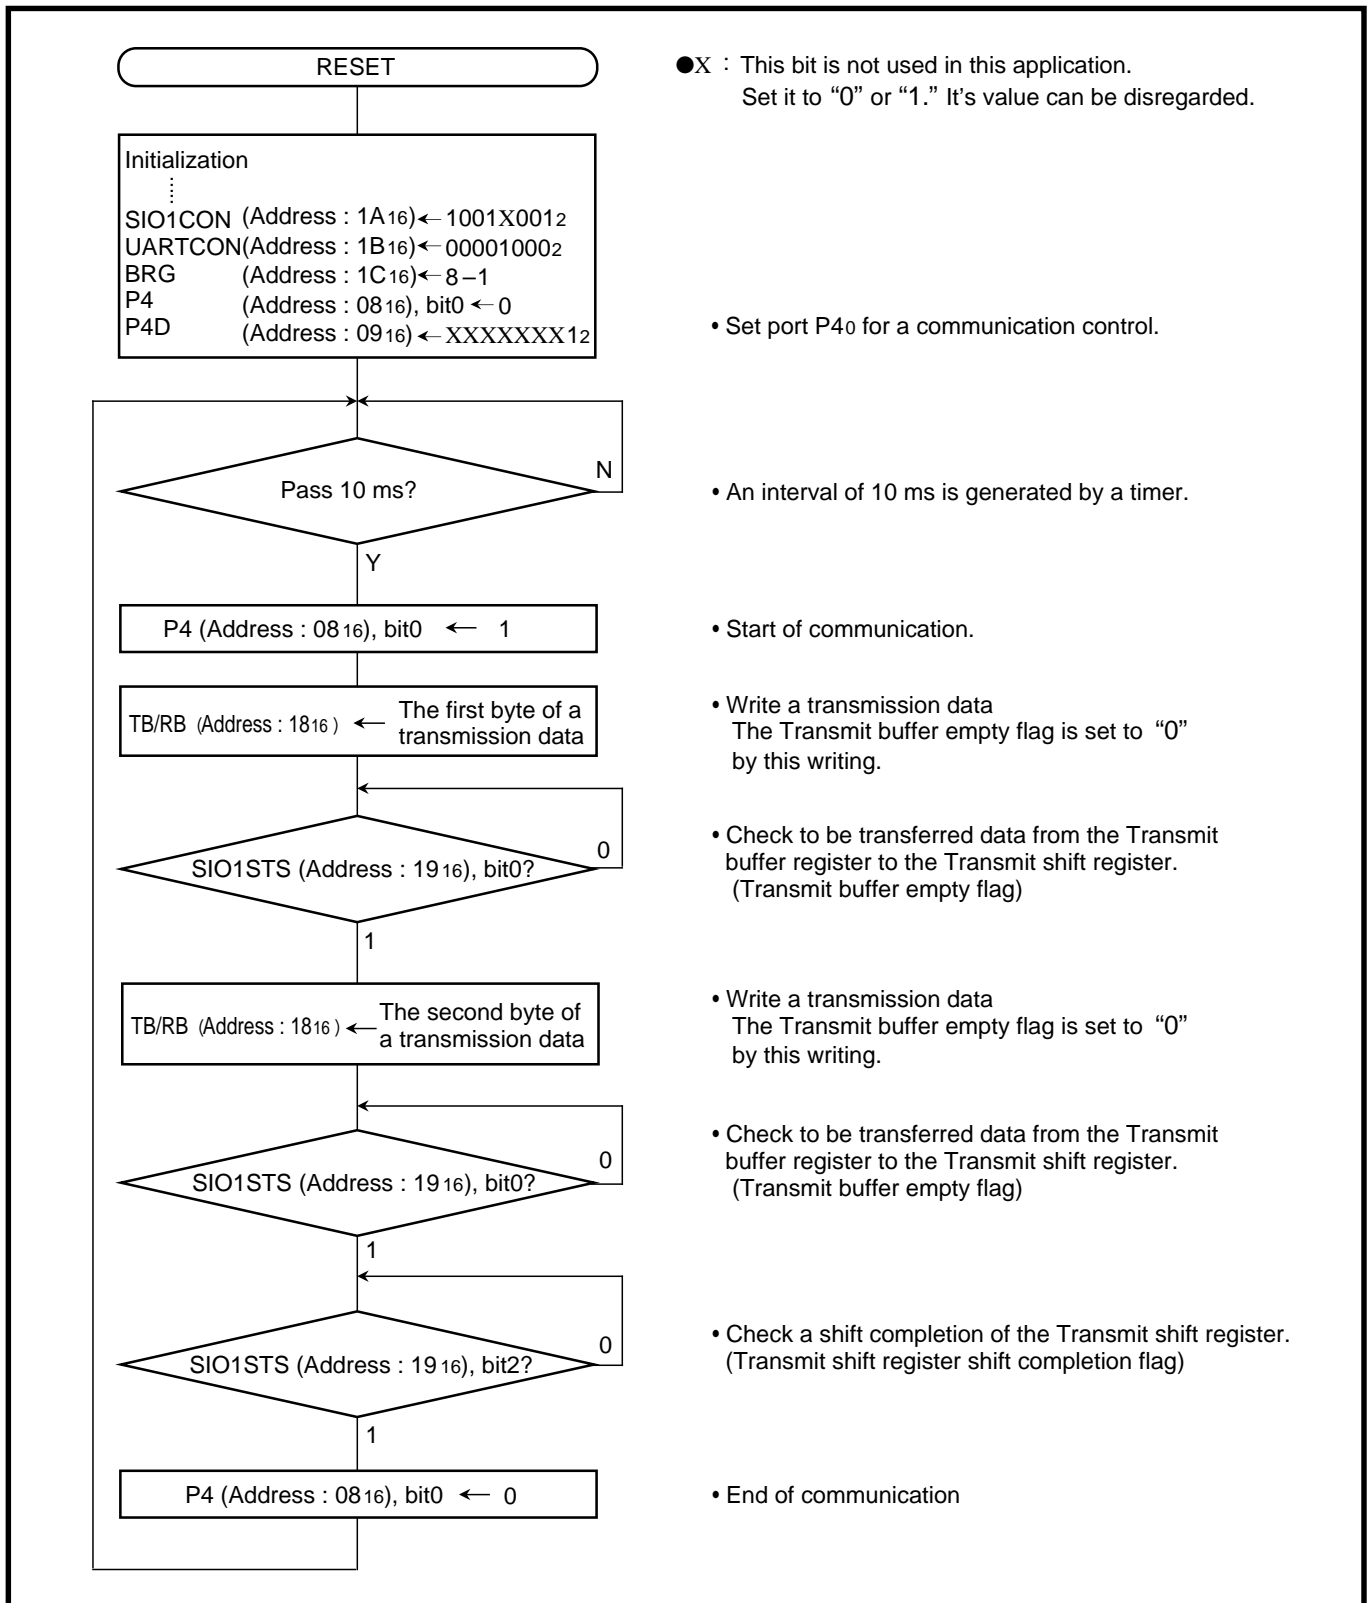 RESET
●X : This bit is not used in this application.
Set it to “0” or “1.” It’s value can be disregarded.
Initialization
SIO1CON (Address : 1A16) ← 1001X0012
UARTCON (Address : 1B16) ← 000010002
BRG (Address : 1C16) ← 8 –1
P4 (Address : 0816), bit0 ← 0
P4D (Address : 0916) ← XXXXXXX12
• Set port P40 for a communication control.
Pass 10 ms?
N
Y
• An interval of 10 ms is generated by a timer.
P4 (Address : 0816), bit0 ← 1
• Start of communication.
TB/RB (Address : 1816) ← The first byte of a
transmission data
• Write a transmission data
The Transmit buffer empty flag is set to “0”
by this writing.
SIO1STS (Address : 1916), bit0?
0
1
• Check to be transferred data from the Transmit
buffer register to the Transmit shift register.
(Transmit buffer empty flag)
TB/RB (Address : 1816) ← The second byte of
a transmission data
• Write a transmission data
The Transmit buffer empty flag is set to “0”
by this writing.
SIO1STS (Address : 1916), bit0?
0
1
• Check to be transferred data from the Transmit
buffer register to the Transmit shift register.
(Transmit buffer empty flag)
SIO1STS (Address : 1916), bit2?
0
1
• Check a shift completion of the Transmit shift register.
(Transmit shift register shift completion flag)
P4 (Address : 0816), bit0 ← 0
• End of communication